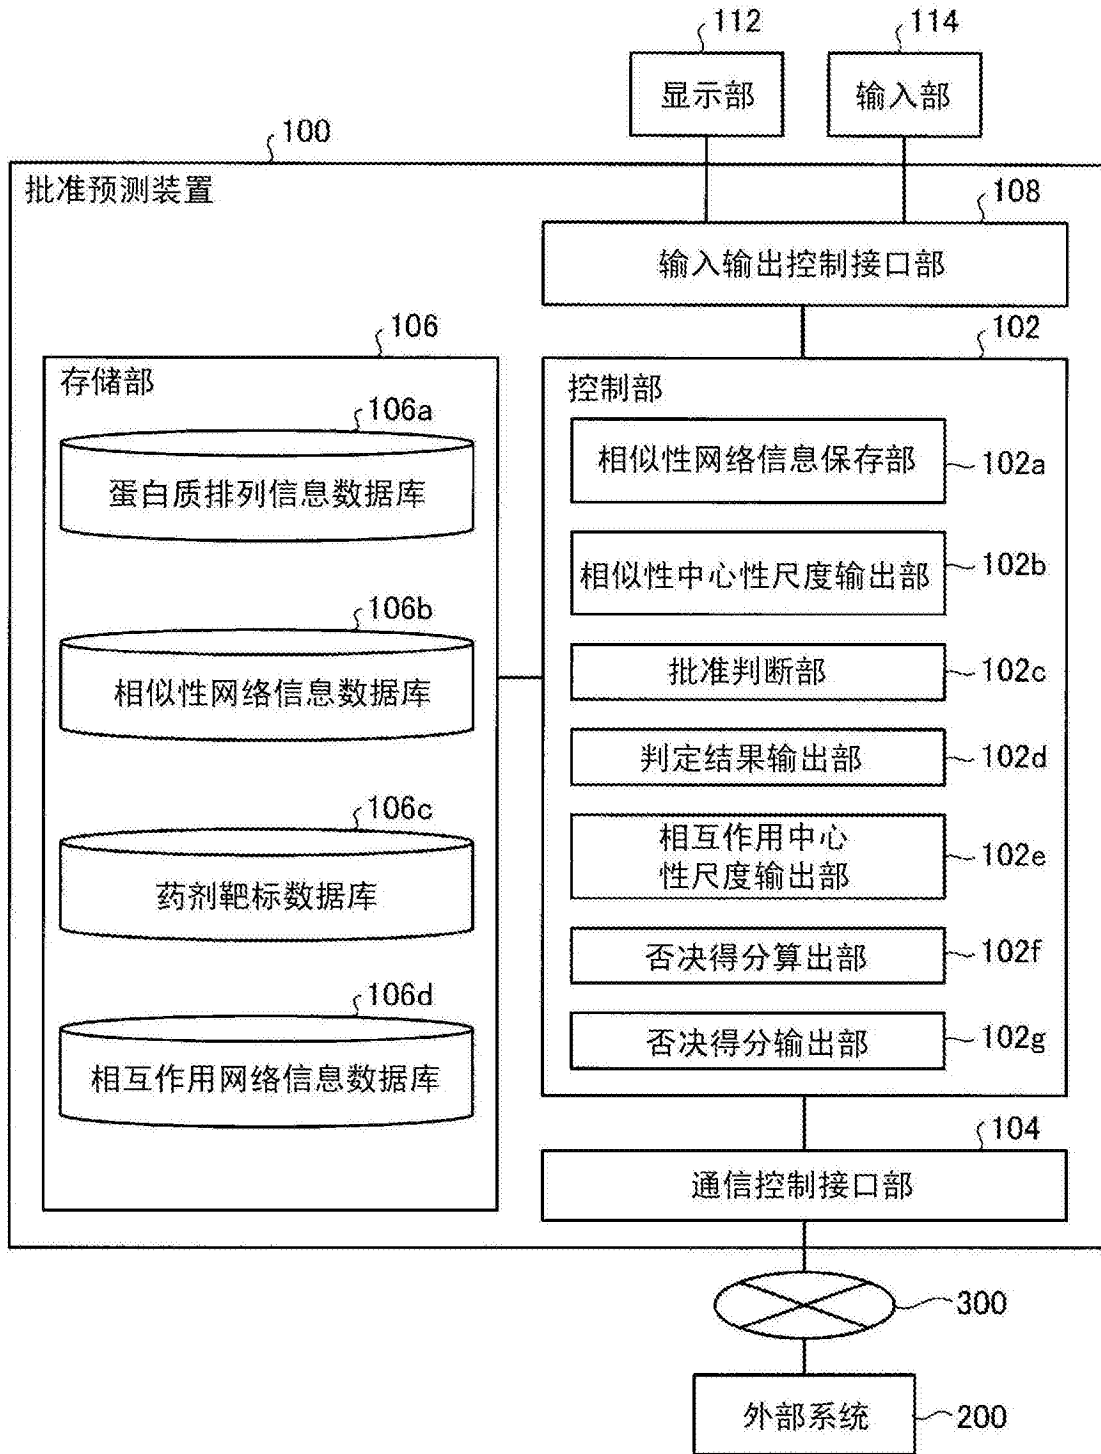 112
114
显示部
输入部
100
批准预测装置
108
输入输出控制接口部
106
存储部
106a
蛋白质排列信息数据库
106b
相似性网络信息数据库
106c
药剂靶标数据库
106d
相互作用网络信息数据库
102
控制部
相似性网络信息保存部
102a
相似性中心性尺度输出部
102b
批准判断部
102c
判定结果输出部
102d
相互作用中心
性尺度输出部
102e
否决得分算出部
102f
否决得分输出部
102g
104
通信控制接口部
300
外部系统
200